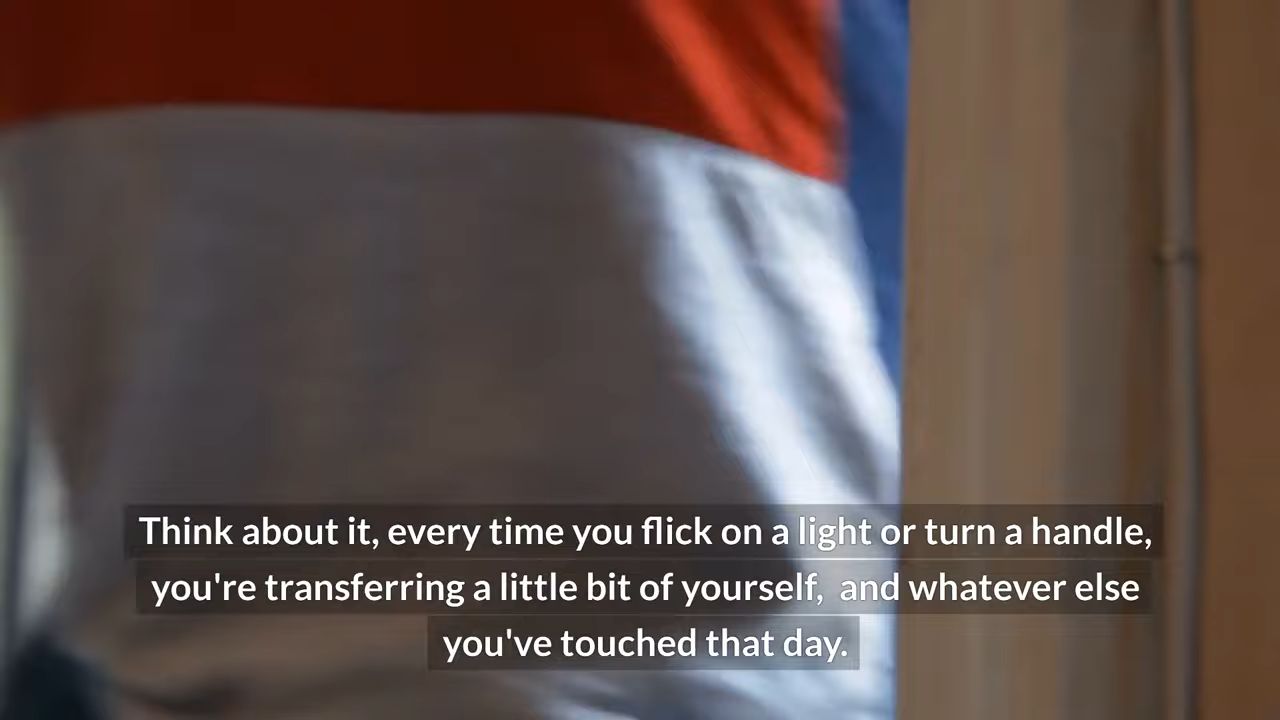 Think about it, every time you flick on a light or turn a handle,
you're transferring a little bit of yourself,  and whatever else
you've touched that day.